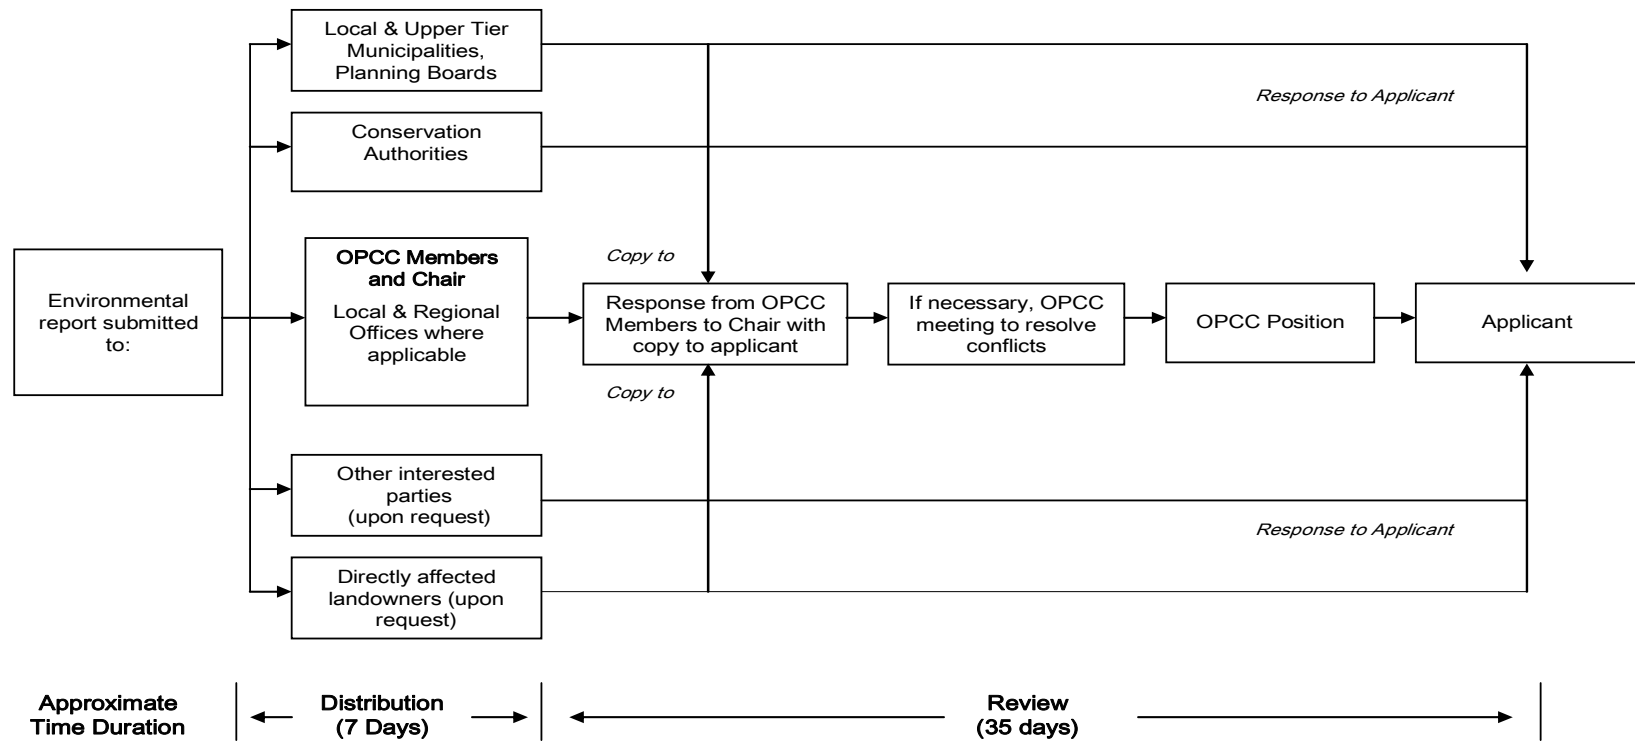 Local & Upper Tier
Municipalities,
Planning Boards
Response to Applicant
Conservation
Authorities
Environmental
report submitted
to:
OPCC Members
and Chair
Local & Regional
Offices where
applicable
Copy to
Response from OPCC
Members to Chair with
copy to applicant
Copy to
If necessary, OPCC
meeting to resolve
conflicts
OPCC Position
Applicant
Other interested
parties
(upon request)
Response to Applicant
Directly affected
landowners (upon
request)
Approximate
Time Duration
Distribution
(7 Days)
Review
(35 days)